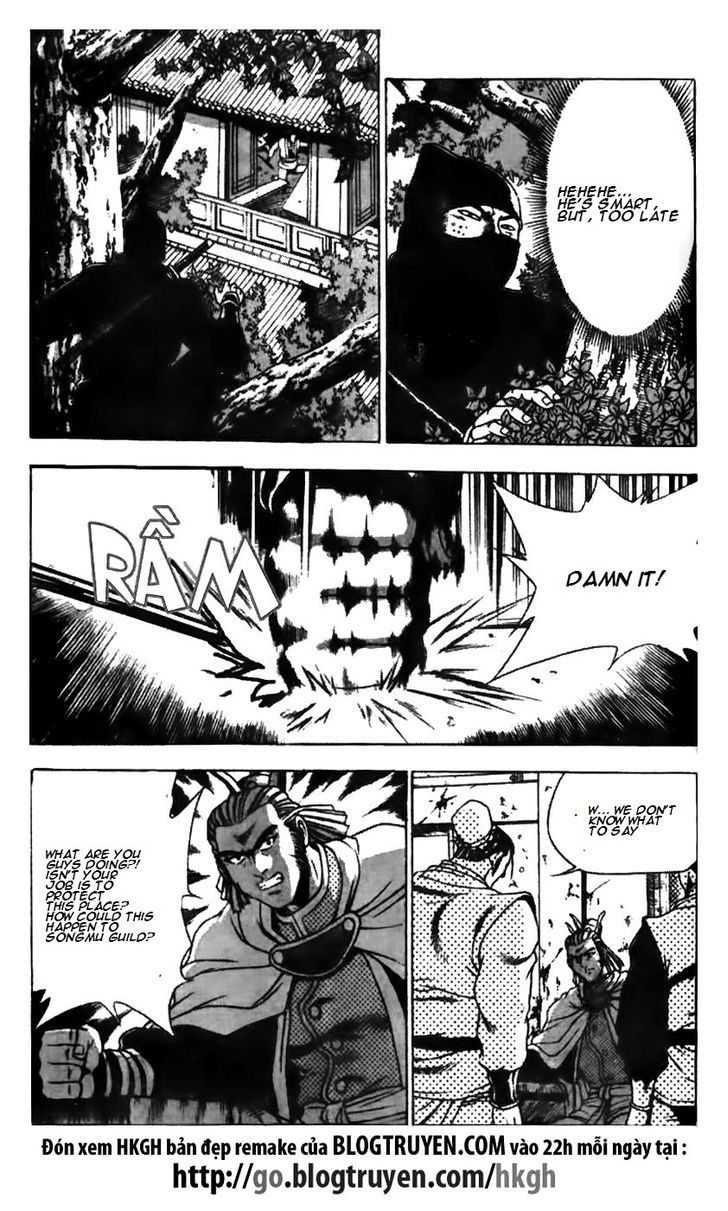 HEHEHE...
HE'S SMART,
BUT, TOO LATE
RẦM
DAMN IT!
WHAT ARE YOU
GUYS DOING?!
ISN'T YOUR
JOB IS TO
PROTECT
THIS PLACE?
HOW COULD THIS
HAPPEN TO
SONGMU GUILD?
W... WE DON'T
KNOW WHAT
TO SAY
Đón xem HKGH bản đẹp remake của BLOGTRUYEN.COM vào 22h mỗi ngày tại :
http://go.blogtruyen.com/hkgh